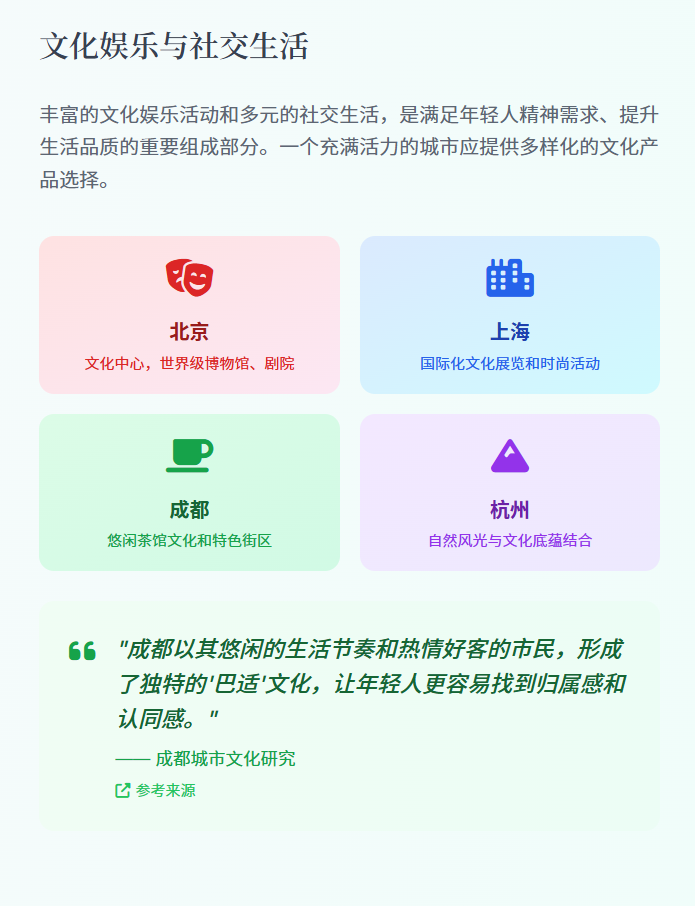 文化娱乐与社交生活
丰富的文化娱乐活动和多元的社交生活，是满足年轻人精神需求、提升
生活品质的重要组成部分。一个充满活力的城市应提供多样化的文化产
品选择。
北京
文化中心，世界级博物馆、剧院
上海
国际化文化展览和时尚活动
成都
悠闲茶馆文化和特色街区
杭州
自然风光与文化底蕴结合
"成都以其悠闲的生活节奏和热情好客的市民，形成
了独特的'巴适'文化，让年轻人更容易找到归属感和
认同感。"
—— 成都城市文化研究
参考来源